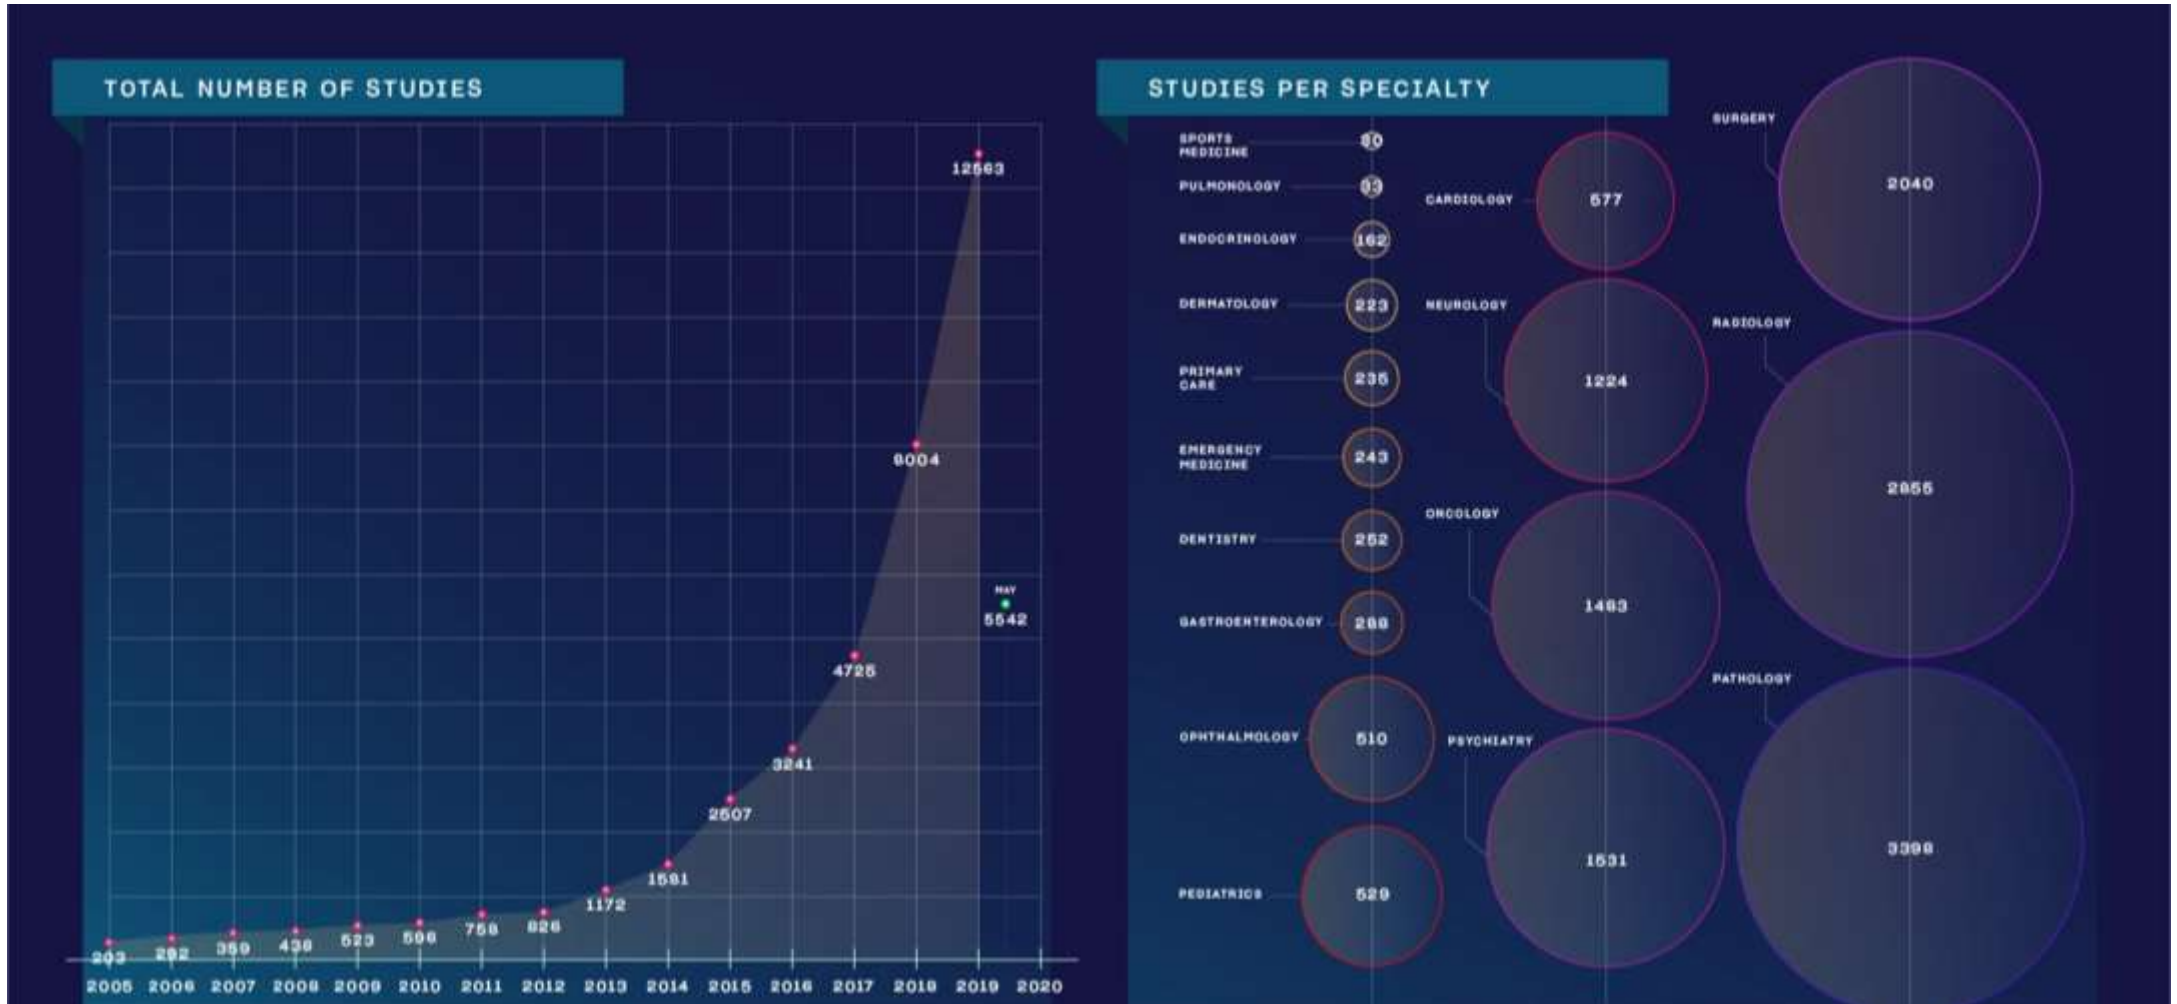 TOTAL NUMBER OF STUDIES
12563
8004
MAY
5542
4725
3241
2507
1581
1172
826
758
596
523
438
359
292
203
2005 2006 2007 2008 2009 2010 2011 2012 2013 2014 2015 2016 2017 2018 2019 2020
STUDIES PER SPECIALTY
SPORTS
MEDICINE
PULMONOLOGY
ENDOCRINOLOGY
162
DERMATOLOGY
223
PRIMARY
CARE
235
EMERGENCY
MEDICINE
243
DENTISTRY
252
GASTROENTEROLOGY
OPHTHALMOLOGY
510
PEDIATRICS
529
CARDIOLOGY
577
NEUROLOGY
1224
ONCOLOGY
1483
PSYCHIATRY
1531
SURGERY
2040
RADIOLOGY
2855
PATHOLOGY
3398